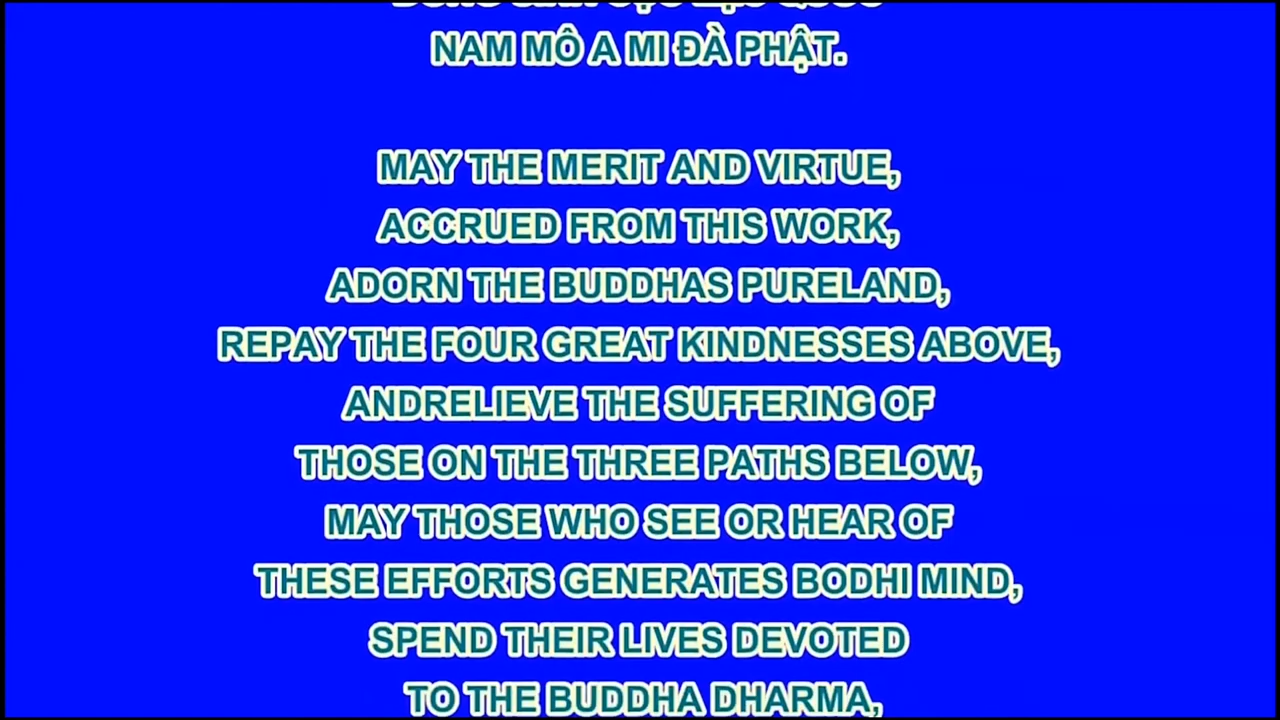 NAM MÔ A MI ĐÀ PHẬT.
MAY THE MERIT AND VIRTUE,
ACCRUED FROM THIS WORK,
ADORN THE BUDDHAS PURELAND,
REPAY THE FOUR GREAT KINDNESSES ABOVE,
ANDRELIEVE THE SUFFERING OF
THOSE ON THE THREE PATHS BELOW,
MAY THOSE WHO SEE OR HEAR OF
THESE EFFORTS GENERATES BODHI MIND,
SPEND THEIR LIVES DEVOTED
TO THE BUDDHA DHARMA,